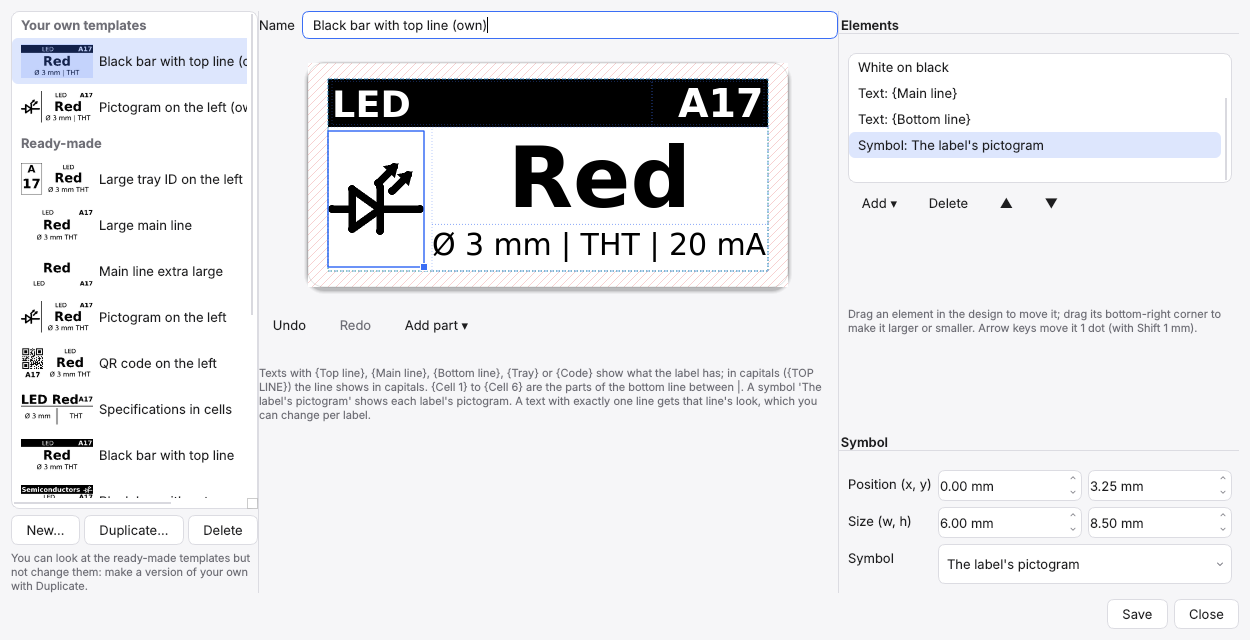 Your own templates
LED A17
Red
Ø 3 mm | THT
Black bar with top line (o
LED A17
Red
Ø 3 mm | THT
Pictogram on the left (ow
Ready-made
A
17
LED
Red
Ø 3 mm THT
Large tray ID on the left
LED A17
Red
Ø 3 mm THT
Large main line
Red
LED A17
Main line extra large
LED A17
Red
Ø 3 mm THT
Pictogram on the left
A17
LED
Red
Ø 3 mm THT
QR code on the left
LED Red A17
Ø 3 mm THT
Specifications in cells
LED A17
Red
Ø 3 mm THT
Black bar with top line
Semiconductors
LED A17
New...
Duplicate...
Delete
You can look at the ready-made templates but
not change them: make a version of your own
with Duplicate.
Name
Black bar with top line (own)
LED A17
Red
Ø 3 mm | THT | 20 mA
Undo
Redo
Add part ▾
Texts with {Top line}, {Main line}, {Bottom line}, {Tray} or {Code} show what the label has; in capitals ({TOP
LINE}) the line shows in capitals. {Cell 1} to {Cell 6} are the parts of the bottom line between |. A symbol 'The
label's pictogram' shows each label's pictogram. A text with exactly one line gets that line's look, which you
can change per label.
Elements
White on black
Text: {Main line}
Text: {Bottom line}
Symbol: The label's pictogram
Add ▾
Delete
▲
▼
Drag an element in the design to move it; drag its bottom-right corner to
make it larger or smaller. Arrow keys move it 1 dot (with Shift 1 mm).
Symbol
Position (x, y) 0.00 mm 3.25 mm
Size (w, h) 6.00 mm 8.50 mm
Symbol The label's pictogram
Save
Close